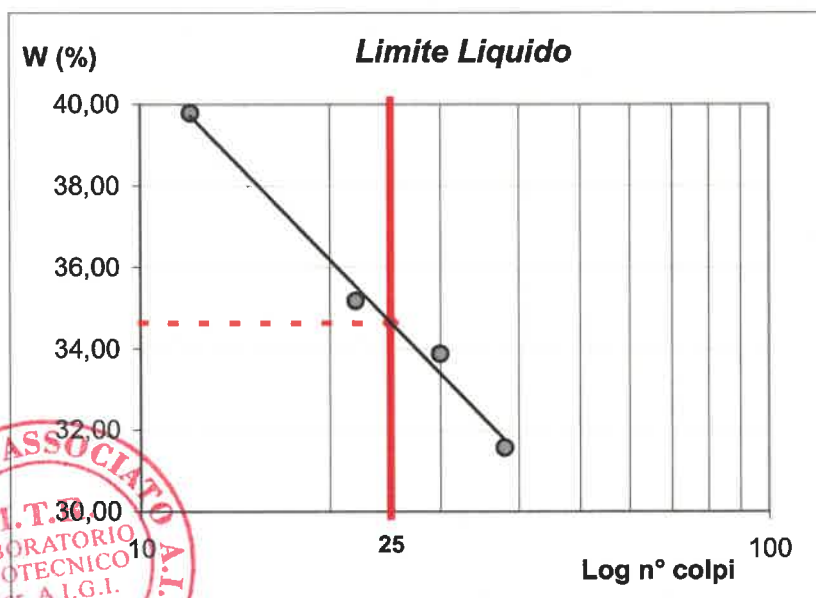 Limite Liquido
W (%)
40,00
38,00
36,00
34,00
32,00
30,00
10
25
100
Log n° colpi
ASSOCIATO A.I.
I.T.R.
ORATORIO
OTECNICO
A.I.G.I.